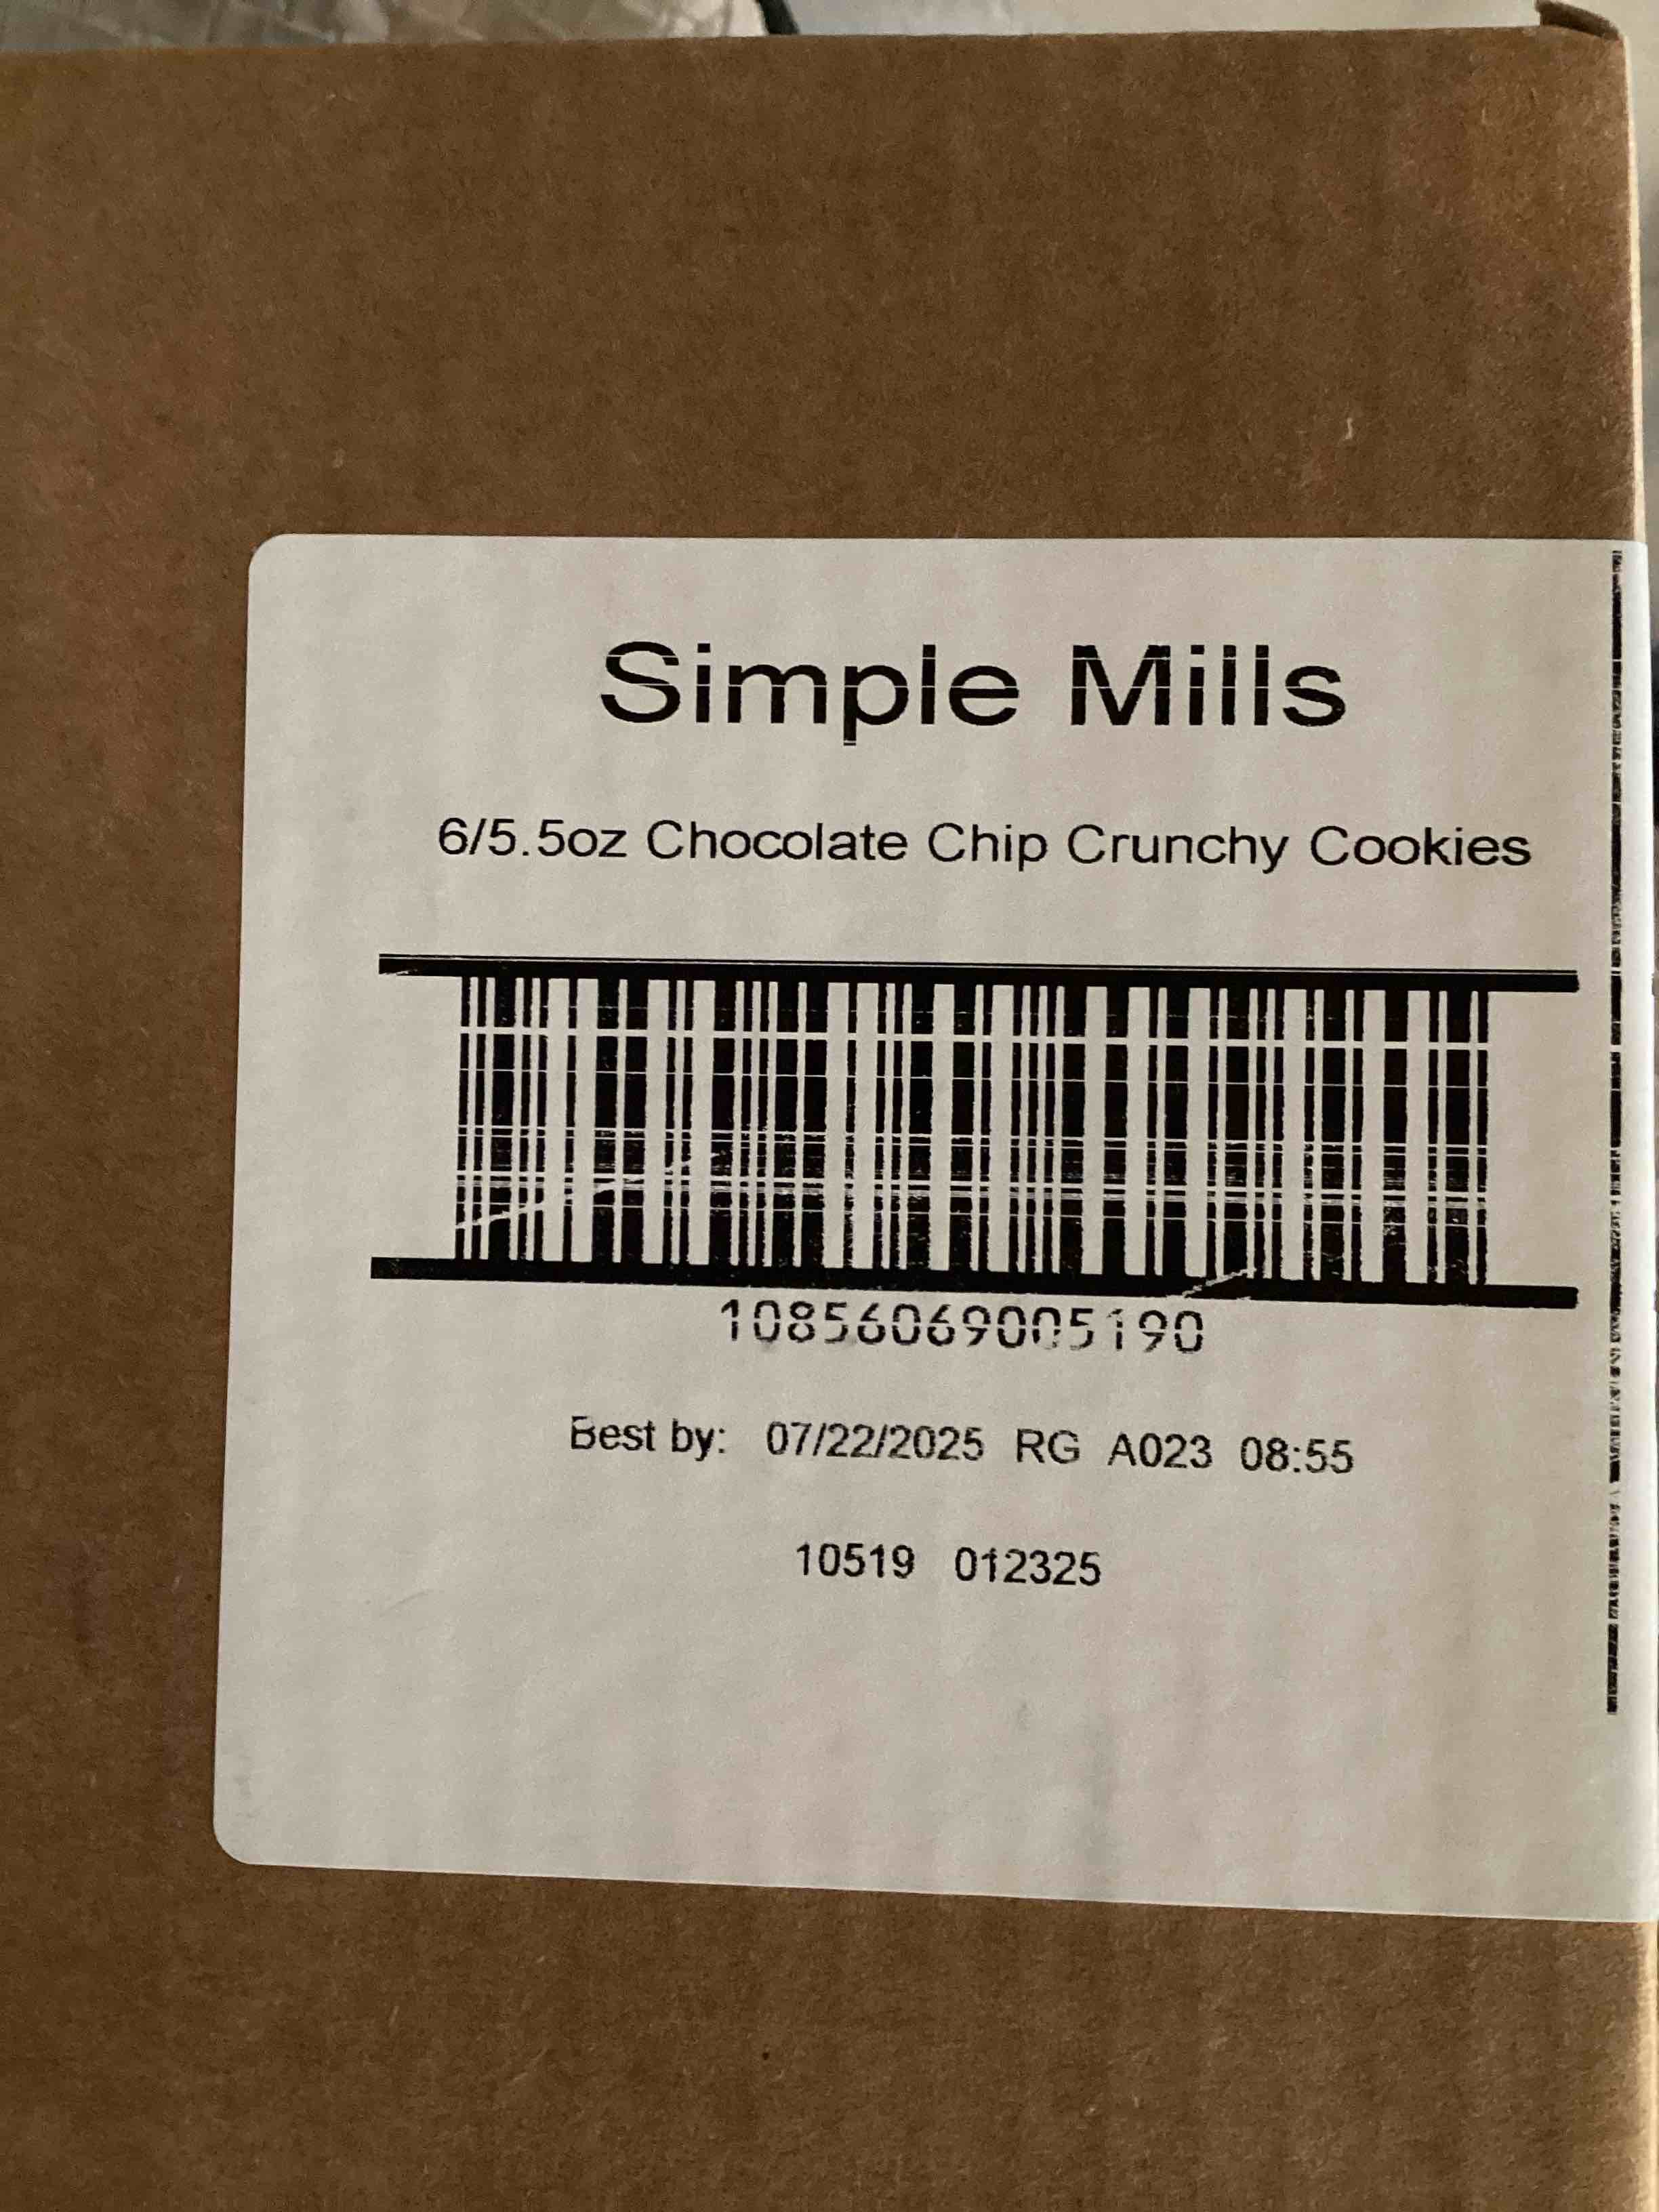 Simple Mills
6/5.5oz Chocolate Chip Crunchy Cookies
10856069005190
Best by: 07/22/2025 RG A023 08:55
10519 012325